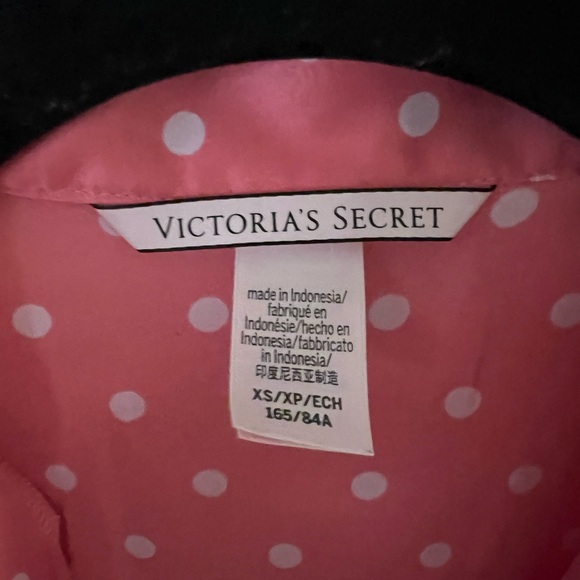 VICTORIA'S SECRET
made in Indonesia/
fabriqué en
Indonésie/hecho en
Indonesia/fabbricato
in Indonesia/
印度尼西亚制造
XS/XP/ECH
165/84A